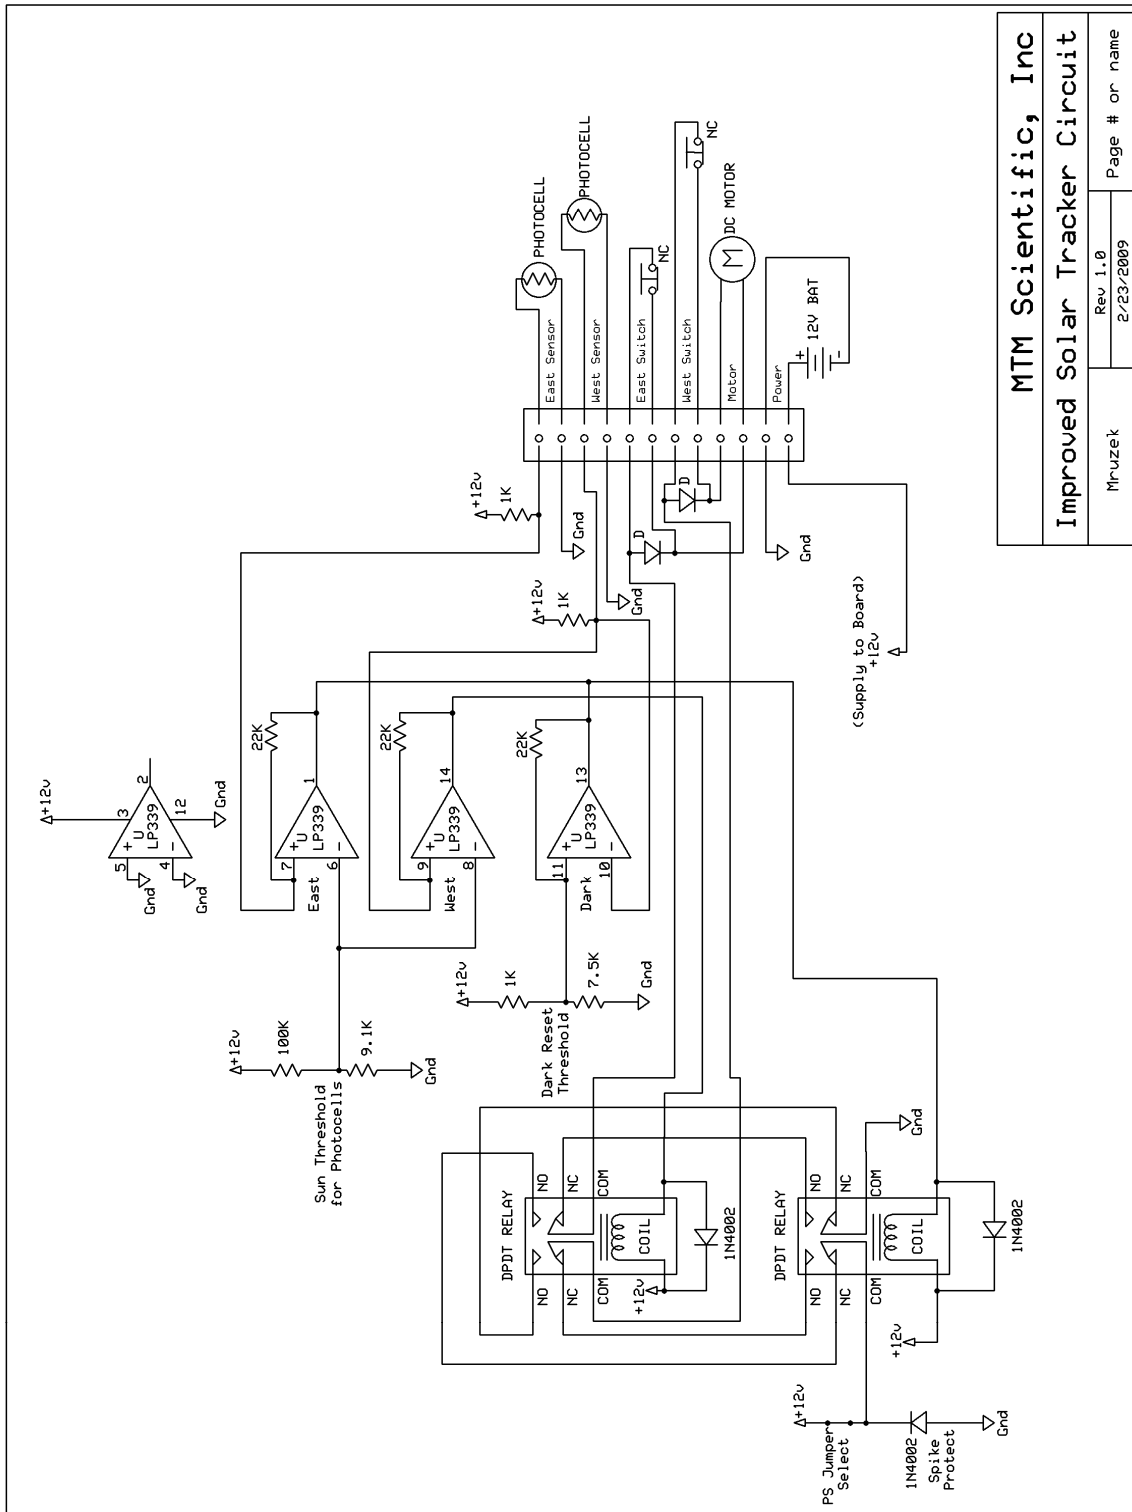 +12v
3
5
+
U
LP339
2
4
-
12
Gnd
Gnd
Gnd
+12v
100K
9.1K
Gnd
Sun Threshold
for Photocells
22K
7
+
U
LP339
1
6
-
East
22K
9
+
U
LP339
14
8
-
West
22K
11
+
U
LP339
13
10
-
Dark
+12v
1K
7.5K
Gnd
Dark Reset
Threshold
+12v
1K
+12v
1K
Gnd
Gnd
D
D
Gnd
(Supply to Board)
+12v
East Sensor
West Sensor
East Switch
West Switch
Motor
Power
PHOTOCELL
PHOTOCELL
NC
NC
M
DC MOTOR
+
12V BAT
-
DPDT RELAY
NO
NC
COM
NO
NC
COM
COIL
+12v
1N4002
DPDT RELAY
NO
NC
COM
NO
NC
COM
COIL
Gnd
+12v
1N4002
+12v
PS Jumper
Select
1N4002
Spike
Protect
Gnd
MTM Scientific, Inc
Improved Solar Tracker Circuit
Mruzek
Rev 1.0
2/23/2009
Page # or name